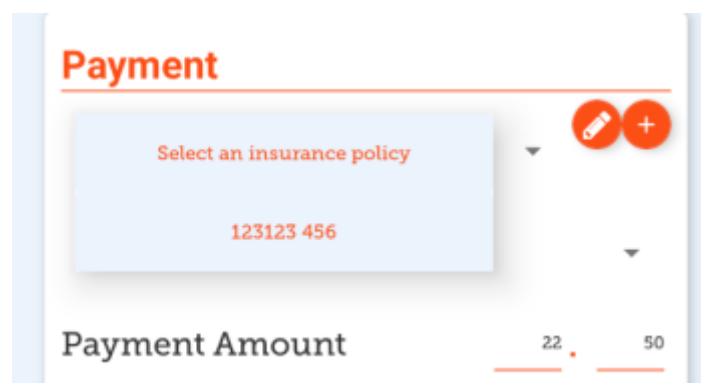 Payment
Select an insurance policy
123123 456
Payment Amount 22 . 50